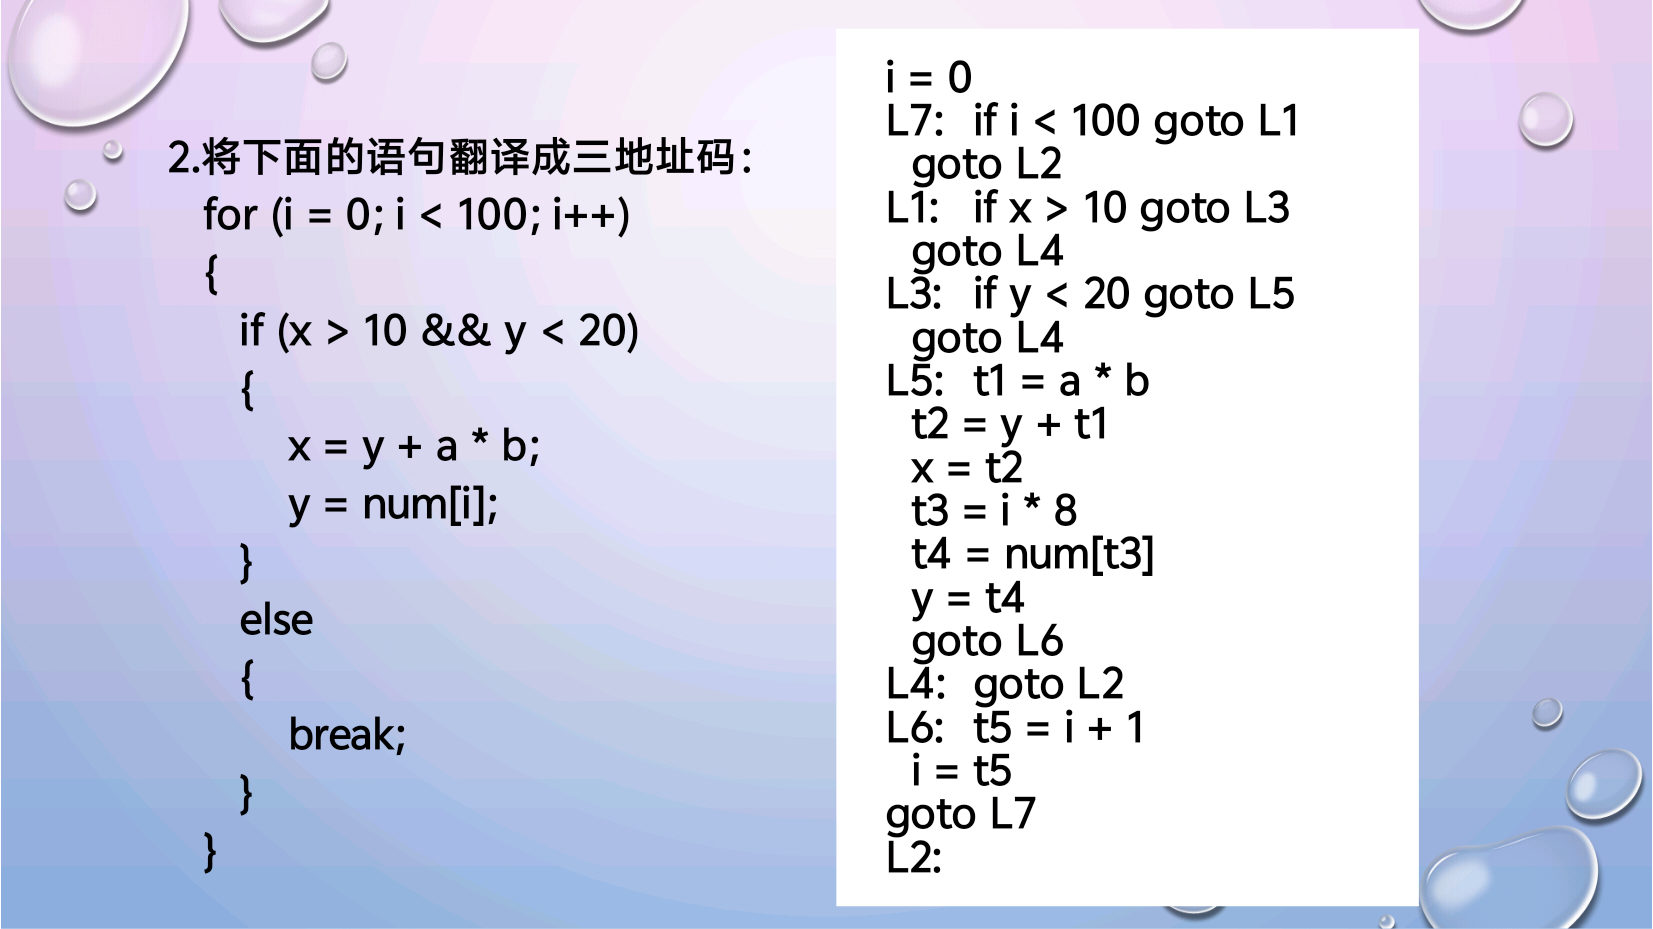 2.将下面的语句翻译成三地址码：
for (i = 0; i < 100; i++)
{
if (x > 10 && y < 20)
{
x = y + a * b;
y = num[i];
}
else
{
break;
}
}
i = 0
L7: if i < 100 goto L1
goto L2
L1: if x > 10 goto L3
goto L4
L3: if y < 20 goto L5
goto L4
L5: t1 = a * b
t2 = y + t1
x = t2
t3 = i * 8
t4 = num[t3]
y = t4
goto L6
L4: goto L2
L6: t5 = i + 1
i = t5
goto L7
L2: